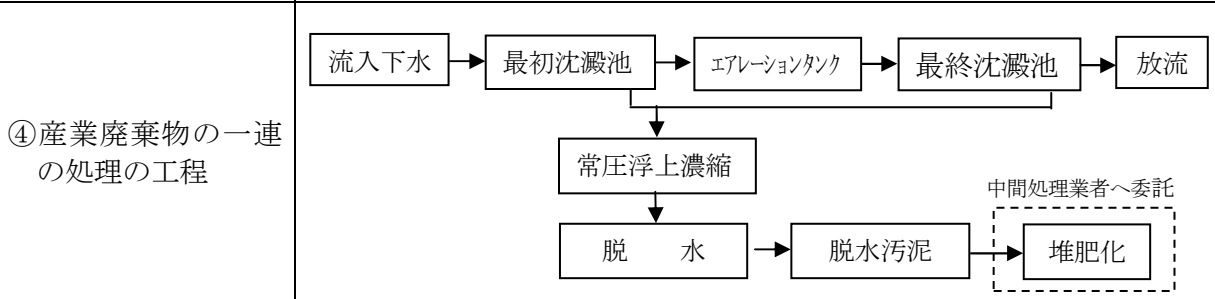 ④産業廃棄物の一連
の処理の工程
流入下水
最初沈澱池
エアレーションタンク
最終沈澱池
放流
常圧浮上濃縮
中間処理業者へ委託
脱 水
脱水汚泥
堆肥化